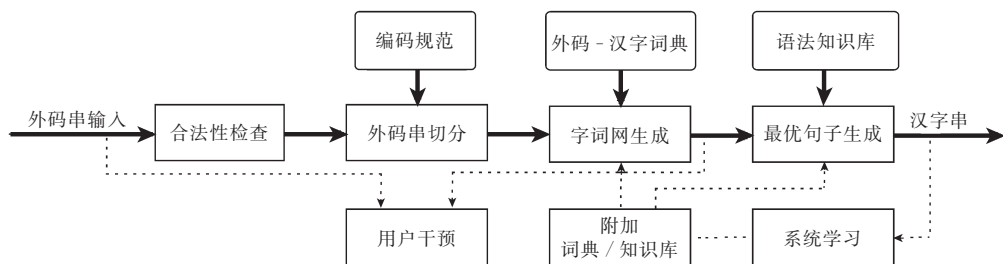 编码规范
外码 - 汉字词典
语法知识库
外码串输入
合法性检查
外码串切分
字词网生成
最优句子生成
汉字串
用户干预
附加
词典 / 知识库
系统学习